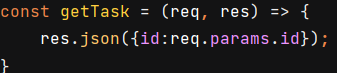 const getTask = (req, res) => {
    res.json({id:req.params.id});
}